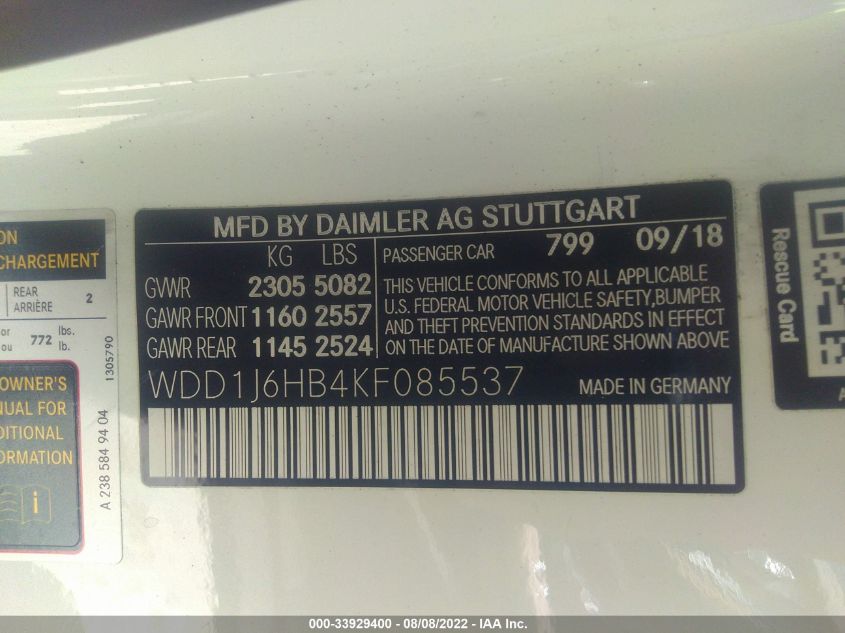 ON
CHARGEMENT
REAR
ARRIÈRE 2
or
ou 772 lbs.
lb.
1305790
OWNER'S
NUAL FOR
DITIONAL
ORMATION
A 238 584 94 04
MFD BY DAIMLER AG STUTTGART
KG LBS
GVWR 2305 5082
GAWR FRONT 1160 2557
GAWR REAR 1145 2524
PASSENGER CAR 799 09/18
THIS VEHICLE CONFORMS TO ALL APPLICABLE
U.S. FEDERAL MOTOR VEHICLE SAFETY,BUMPER
AND THEFT PREVENTION STANDARDS IN EFFECT
ON THE DATE OF MANUFACTURE SHOWN ABOVE
WDD1J6HB4KF085537 MADE IN GERMANY
Rescue Card
A
000-33929400 - 08/08/2022 - IAA Inc.